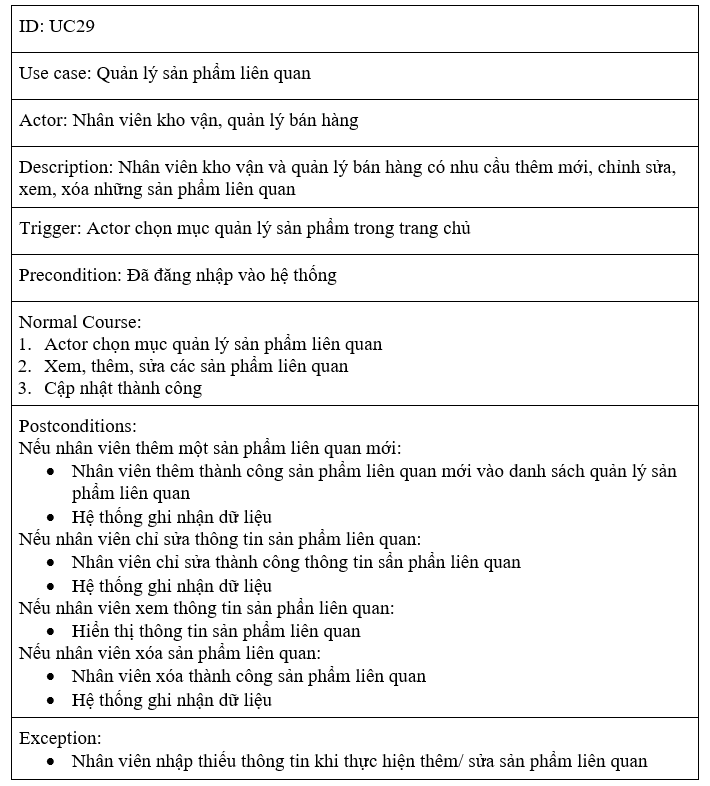 ID: UC29
Use case: Quản lý sản phẩm liên quan
Actor: Nhân viên kho vận, quản lý bán hàng
Description: Nhân viên kho vận và quản lý bán hàng có nhu cầu thêm mới, chỉnh sửa,
xem, xóa những sản phẩm liên quan
Trigger: Actor chọn mục quản lý sản phẩm trong trang chủ
Precondition: Đã đăng nhập vào hệ thống
Normal Course:
1. Actor chọn mục quản lý sản phẩm liên quan
2. Xem, thêm, sửa các sản phẩm liên quan
3. Cập nhật thành công
Postconditions:
Nếu nhân viên thêm một sản phẩm liên quan mới:
• Nhân viên thêm thành công sản phẩm liên quan mới vào danh sách quản lý sản
phẩm liên quan
• Hệ thống ghi nhận dữ liệu
Nếu nhân viên chỉ sửa thông tin sản phẩm liên quan:
• Nhân viên chỉ sửa thành công thông tin sẩn phẩn liên quan
• Hệ thống ghi nhận dữ liệu
Nếu nhân viên xem thông tin sản phẩn liên quan:
• Hiển thị thông tin sản phẩm liên quan
Nếu nhân viên xóa sản phẩm liên quan:
• Nhân viên xóa thành công sản phẩm liên quan
• Hệ thống ghi nhận dữ liệu
Exception:
• Nhân viên nhập thiếu thông tin khi thực hiện thêm/ sửa sản phẩm liên quan